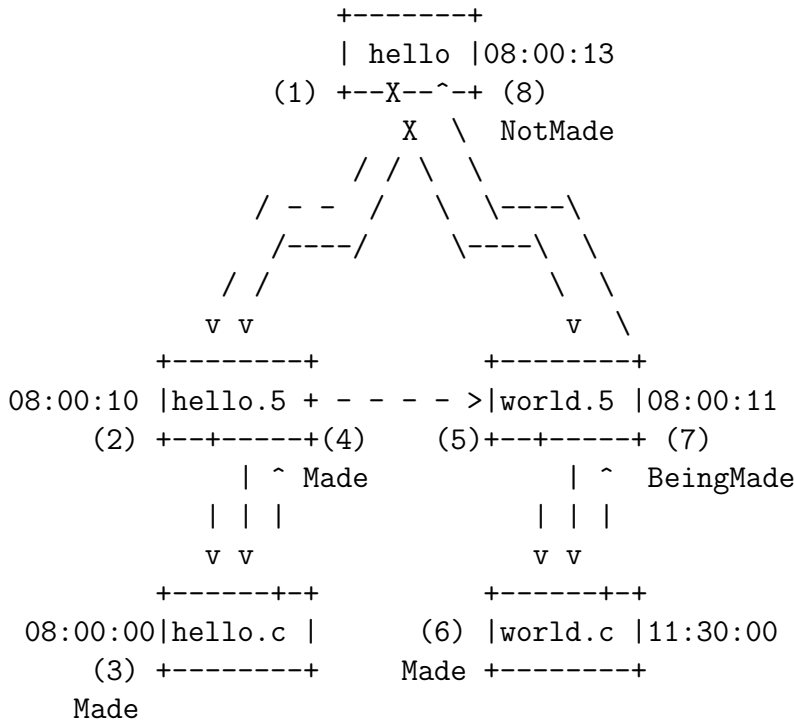 +-------+
| hello |08:00:13
(1) +--X--^-+ (8)
X \ NotMade
/ / \ \
/ - - / \ \----\
/----/ \----\ \
/ / \ \
v v v \
+--------+ +--------+
08:00:10 |hello.5 + - - - - >|world.5 |08:00:11
(2) +--+-----+(4) (5)+--+-----+ (7)
| ^ Made | ^ BeingMade
| | | | | |
v v v v
+------+-+ +------+-+
08:00:00|hello.c | (6) |world.c |11:30:00
(3) +--------+ Made +--------+
Made